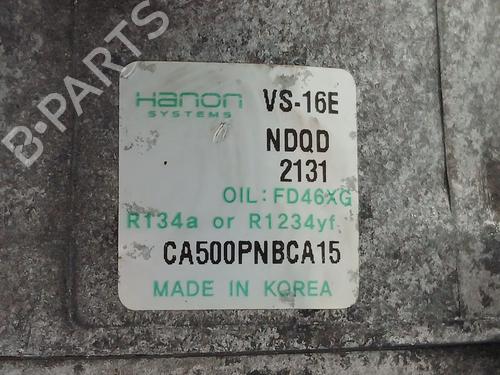 B-PARTS
Hanon VS-16E
SYSTEMS
NDQD
2131
OIL: FD46XG
R134a or R1234yf
CA500PNBCA15
MADE IN KOREA